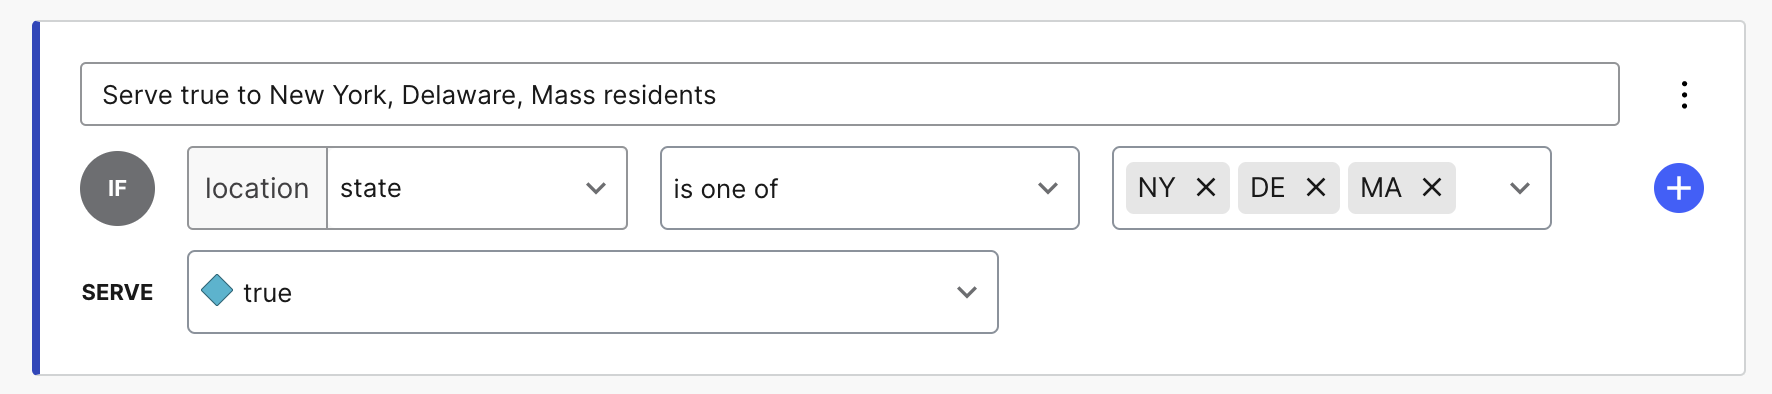 Serve true to New York, Delaware, Mass residents
IF location state is one of NY DE MA
SERVE true